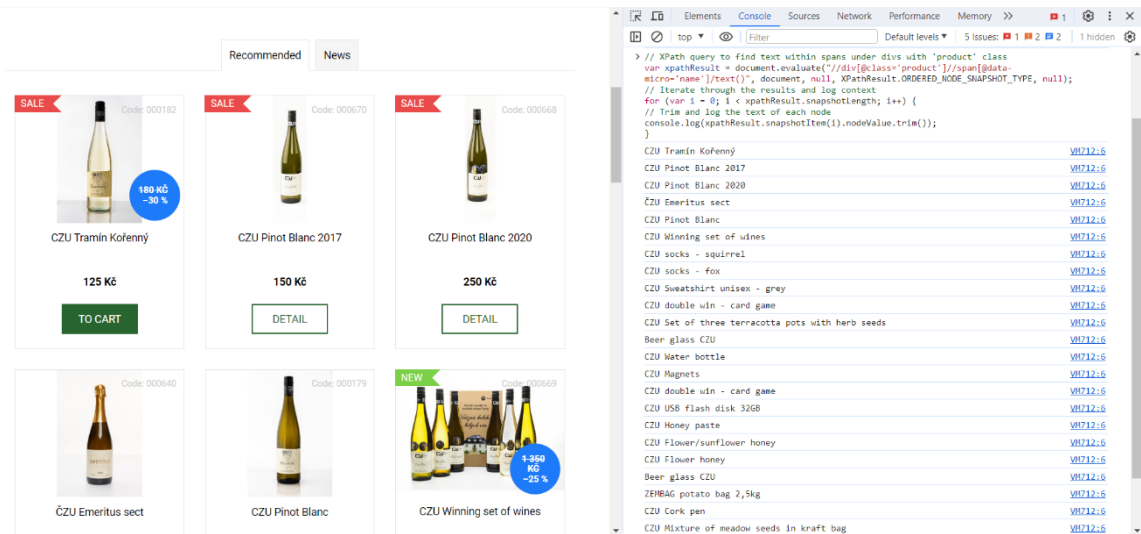 Recommended News
SALE Code: 000182
180 KČ
−30 %
CZU Tramín Kořenný
125 Kč
TO CART
SALE Code: 000670
CZU Pinot Blanc 2017
150 Kč
DETAIL
SALE Code: 000668
CZU Pinot Blanc 2020
250 Kč
DETAIL
Code: 000640
ČZU Emeritus sect
Code: 000179
CZU Pinot Blanc
NEW Code: 000669
1 350
KČ
−25 %
CZU Winning set of wines
Elements Console Sources Network Performance Memory 1
top Filter Default levels 5 Issues: 1 2 2 1 hidden
// XPath query to find text within spans under divs with 'product' class
var xpathResult = document.evaluate("//div[@class='product']//span[@data-
micro='name']/text()", document, null, XPathResult.ORDERED_NODE_SNAPSHOT_TYPE, null);
// Iterate through the results and log context
for (var i = 0; i < xpathResult.snapshotLength; i++) {
// Trim and log the text of each node
console.log(xpathResult.snapshotItem(i).nodeValue.trim());
}
CZU Tramín Kořenný VM712:6
CZU Pinot Blanc 2017 VM712:6
CZU Pinot Blanc 2020 VM712:6
ČZU Emeritus sect VM712:6
CZU Pinot Blanc VM712:6
CZU Winning set of wines VM712:6
CZU socks - squirrel VM712:6
CZU socks - fox VM712:6
CZU Sweatshirt unisex - grey VM712:6
CZU double win - card game VM712:6
CZU Set of three terracotta pots with herb seeds VM712:6
Beer glass CZU VM712:6
CZU Water bottle VM712:6
CZU Magnets VM712:6
CZU double win - card game VM712:6
CZU USB flash disk 32GB VM712:6
CZU Honey paste VM712:6
CZU Flower/sunflower honey VM712:6
CZU Flower honey VM712:6
Beer glass CZU VM712:6
ZEMBAG potato bag 2,5kg VM712:6
CZU Cork pen VM712:6
CZU Mixture of meadow seeds in kraft bag VM712:6